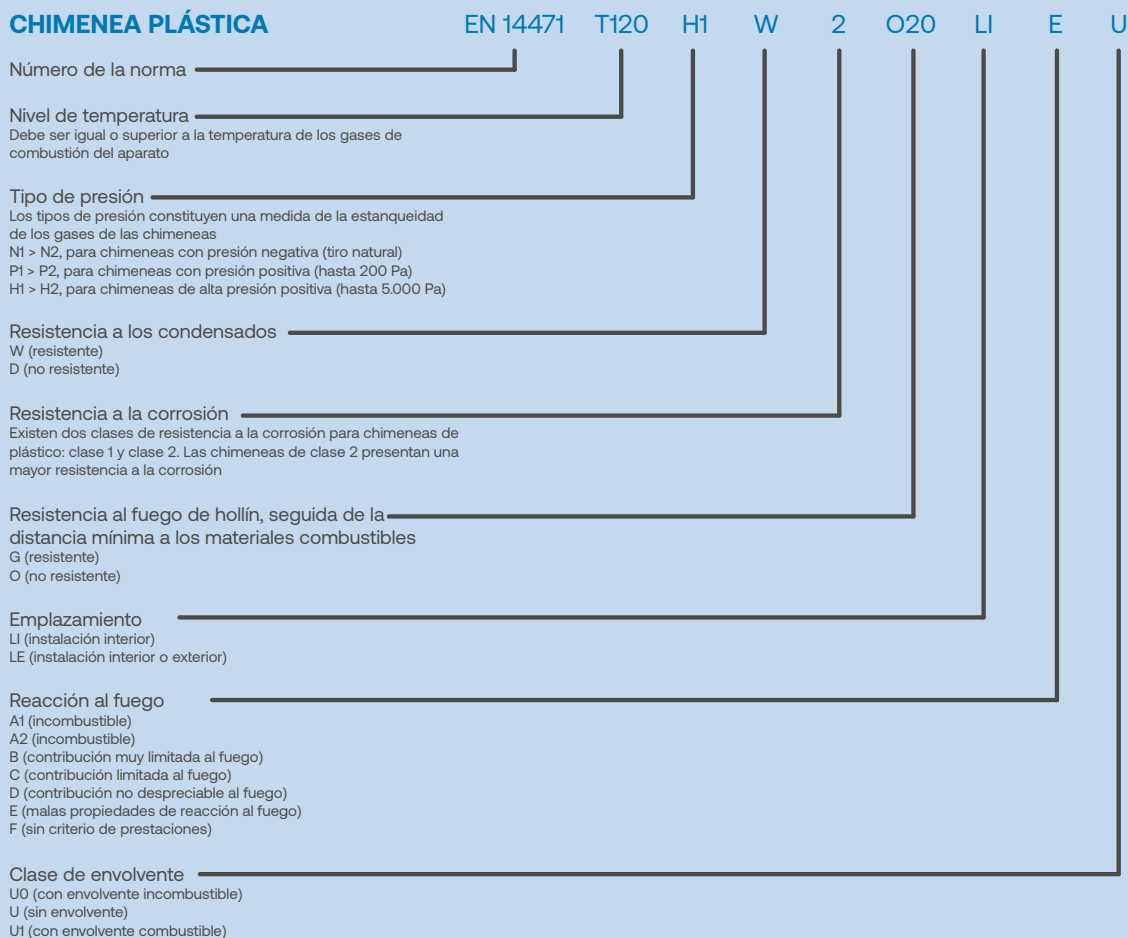 CHIMENEA PLÁSTICA EN 14471 T120 H1 W 2 O20 LI E U
Número de la norma
Nivel de temperatura
Debe ser igual o superior a la temperatura de los gases de
combustión del aparato
Tipo de presión
Los tipos de presión constituyen una medida de la estanqueidad
de los gases de las chimeneas
N1 > N2, para chimeneas con presión negativa (tiro natural)
P1 > P2, para chimeneas con presión positiva (hasta 200 Pa)
H1 > H2, para chimeneas de alta presión positiva (hasta 5.000 Pa)
Resistencia a los condensados
W (resistente)
D (no resistente)
Resistencia a la corrosión
Existen dos clases de resistencia a la corrosión para chimeneas de
plástico: clase 1 y clase 2. Las chimeneas de clase 2 presentan una
mayor resistencia a la corrosión
Resistencia al fuego de hollín, seguida de la
distancia mínima a los materiales combustibles
G (resistente)
O (no resistente)
Emplazamiento
LI (instalación interior)
LE (instalación interior o exterior)
Reacción al fuego
A1 (incombustible)
A2 (incombustible)
B (contribución muy limitada al fuego)
C (contribución limitada al fuego)
D (contribución no despreciable al fuego)
E (malas propiedades de reacción al fuego)
F (sin criterio de prestaciones)
Clase de envolvente
U0 (con envolvente incombustible)
U (sin envolvente)
U1 (con envolvente combustible)